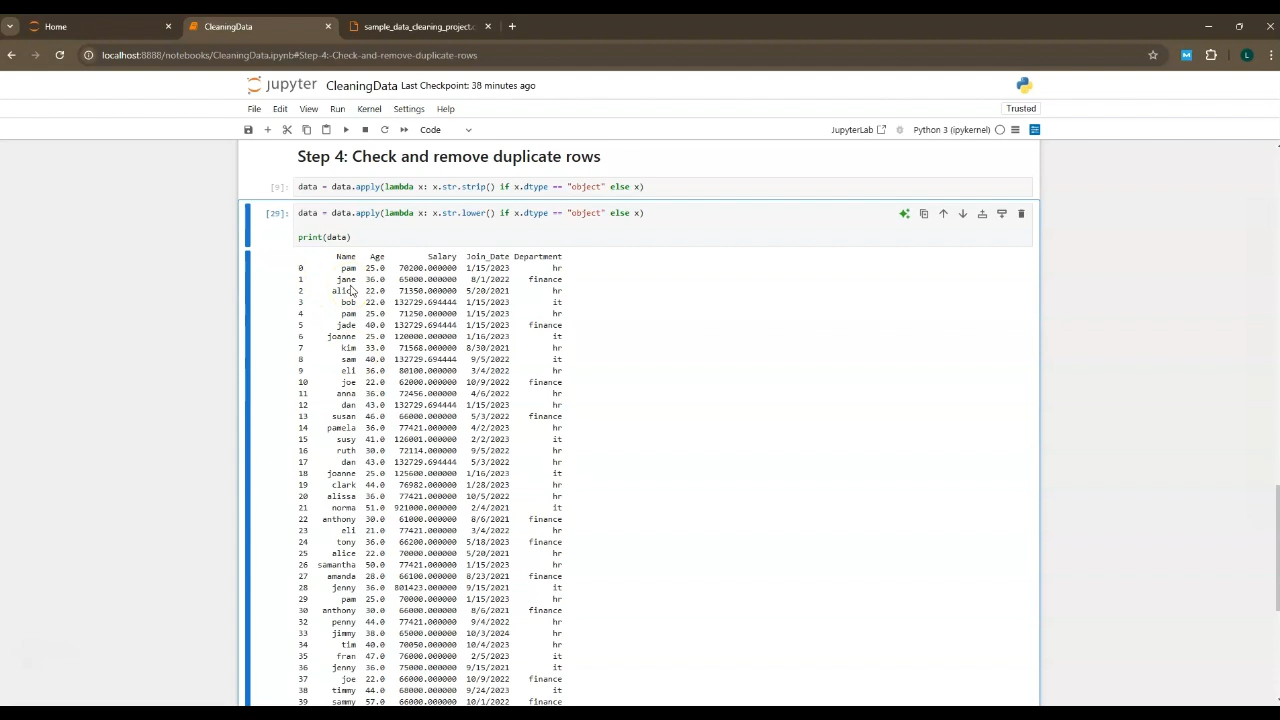 Home
CleaningData
sample_data_cleaning_project.c
localhost:8888/notebooks/CleaningData.ipynb#Step-4:-Check-and-remove-duplicate-rows
M
L
jupyter CleaningData Last Checkpoint: 38 minutes ago
File Edit View Run Kernel Settings Help
Trusted
Code
JupyterLab
Python 3 (ipykernel)
Step 4: Check and remove duplicate rows
[9]: data = data.apply(lambda x: x.str.strip() if x.dtype == "object" else x)
[29]: data = data.apply(lambda x: x.str.lower() if x.dtype == "object" else x)
print(data)
Name Age Salary Join_Date Department
0 pam 25.0 70200.000000 1/15/2023 hr
1 jane 36.0 65000.000000 8/1/2022 finance
2 alice 22.0 71350.000000 5/20/2021 hr
3 bob 22.0 132729.694444 1/15/2023 it
4 pam 25.0 71250.000000 1/15/2023 hr
5 jade 40.0 132729.694444 1/15/2023 finance
6 joanne 25.0 120000.000000 1/16/2023 it
7 kim 33.0 71568.000000 8/30/2021 hr
8 sam 40.0 132729.694444 9/5/2022 it
9 eli 36.0 80100.000000 3/4/2022 hr
10 joe 22.0 62000.000000 10/9/2022 finance
11 anna 36.0 72456.000000 4/6/2022 hr
12 dan 43.0 132729.694444 1/15/2023 hr
13 susan 46.0 66000.000000 5/3/2022 finance
14 pamela 36.0 77421.000000 4/2/2023 hr
15 susy 41.0 126001.000000 2/2/2023 it
16 ruth 30.0 72114.000000 9/5/2022 hr
17 dan 43.0 132729.694444 5/3/2022 hr
18 joanne 25.0 125600.000000 1/16/2023 it
19 clark 44.0 76982.000000 1/28/2023 hr
20 alissa 36.0 77421.000000 10/5/2022 hr
21 norma 51.0 921000.000000 2/4/2021 it
22 anthony 30.0 61000.000000 8/6/2021 finance
23 eli 21.0 77421.000000 3/4/2022 hr
24 tony 36.0 66200.000000 5/18/2023 finance
25 alice 22.0 70000.000000 5/20/2021 hr
26 samantha 50.0 77421.000000 1/15/2023 hr
27 amanda 28.0 66100.000000 8/23/2021 finance
28 jenny 36.0 801423.000000 9/15/2021 it
29 pam 25.0 70000.000000 1/15/2023 hr
30 anthony 30.0 66000.000000 8/6/2021 finance
32 penny 44.0 77421.000000 9/4/2022 hr
33 jimmy 38.0 65000.000000 10/3/2024 hr
34 tim 40.0 70050.000000 10/4/2023 hr
35 fran 47.0 76000.000000 2/5/2023 it
36 jenny 36.0 75000.000000 9/15/2021 it
37 joe 22.0 66000.000000 10/9/2022 finance
38 timmy 44.0 68000.000000 9/24/2023 it
39 sammy 57.0 66000.000000 10/1/2022 finance